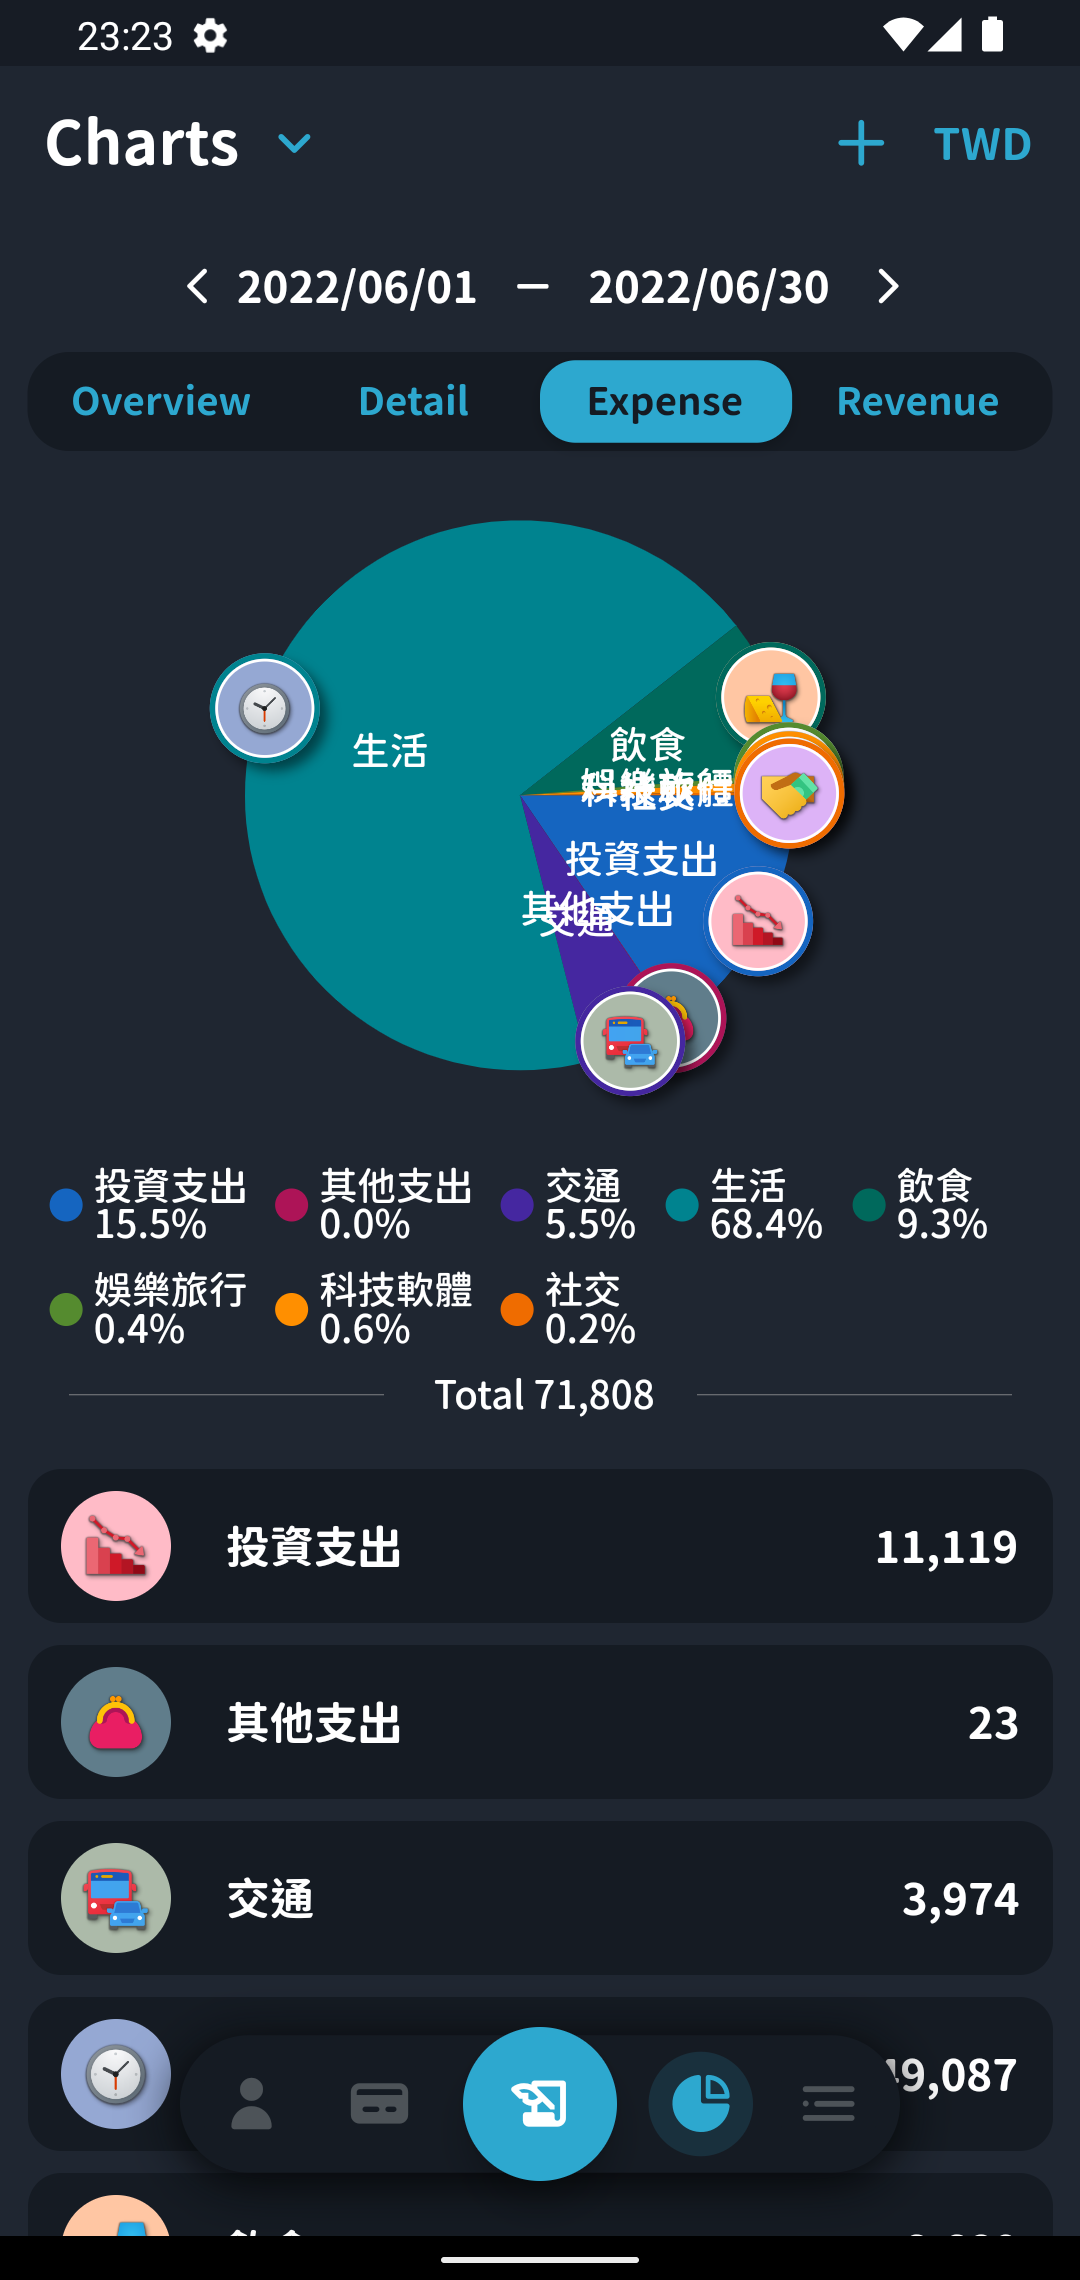 23:23
Charts
TWD
2022/06/01 — 2022/06/30
Overview Detail Expense Revenue
生活
飲食
投資支出
其他支出
交通
投資支出 其他支出 交通 生活 飲食
15.5% 0.0% 5.5% 68.4% 9.3%
娛樂旅行 科技軟體 社交
0.4% 0.6% 0.2%
Total 71,808
投資支出 11,119
其他支出 23
交通 3,974
9,087